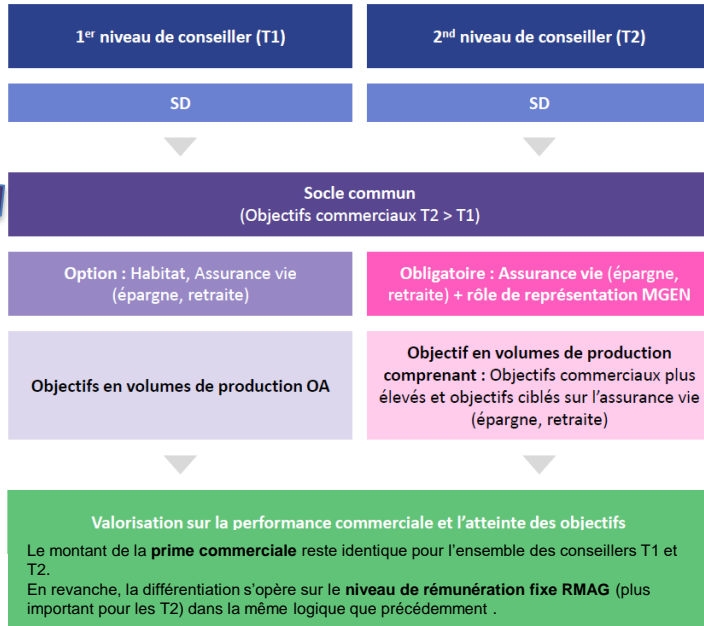 1er niveau de conseiller (T1)
2nd niveau de conseiller (T2)
SD
SD
Socle commun
(Objectifs commerciaux T2 > T1)
Option : Habitat, Assurance vie
(épargne, retraite)
Obligatoire : Assurance vie (épargne,
retraite) + rôle de représentation MGEN
Objectifs en volumes de production OA
Objectif en volumes de production
comprenant : Objectifs commerciaux plus
élevés et objectifs ciblés sur l'assurance vie
(épargne, retraite)
Valorisation sur la performance commerciale et l'atteinte des objectifs
Le montant de la prime commerciale reste identique pour l'ensemble des conseillers T1 et
T2.
En revanche, la différentiation s'opère sur le niveau de rémunération fixe RMAG (plus
important pour les T2) dans la même logique que précédemment .